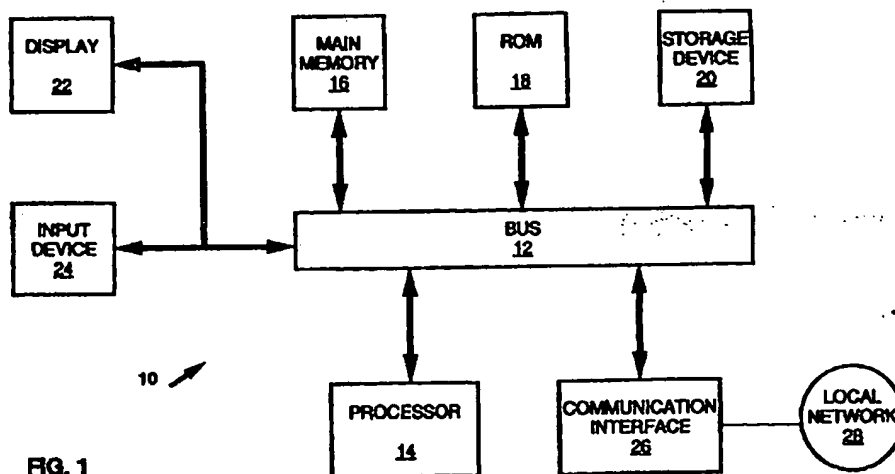 DISPLAY
22
MAIN
MEMORY
16
ROM
18
STORAGE
DEVICE
20
INPUT
DEVICE
24
BUS
12
10
PROCESSOR
14
COMMUNICATION
INTERFACE
26
LOCAL
NETWORK
28
FIG. 1